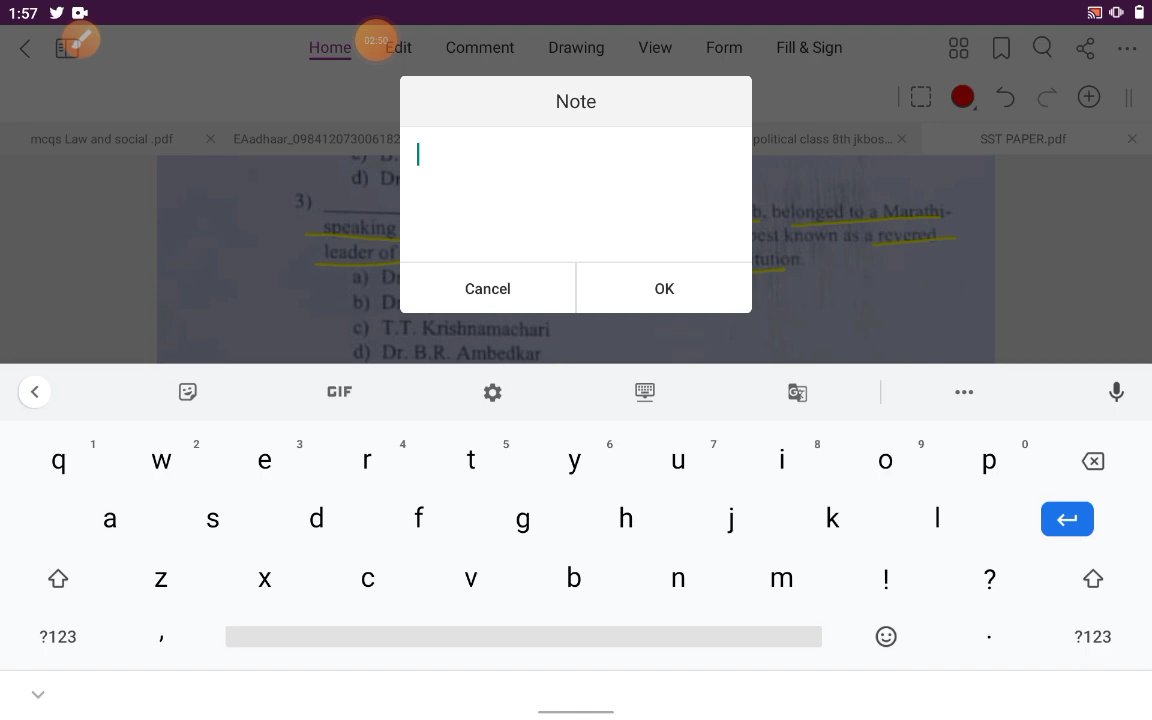 1:57
02:50
Home Edit Comment Drawing View Form Fill & Sign
mcqs Law and social .pdf EAadhaar_098412073006182 political class 8th jkbos... SST PAPER.pdf
Note
d) Dr
3) belonged to a Marathi-
speaking best known as a revered
leader of
a) Dr
b) Dr
c) T.T. Krishnamachari
d) Dr. B.R. Ambedkar
Cancel OK
GIF
q 1 w 2 e 3 r 4 t 5 y 6 u 7 i 8 o 9 p 0
a s d f g h j k l
z x c v b n m ! ?
?123 , . ?123